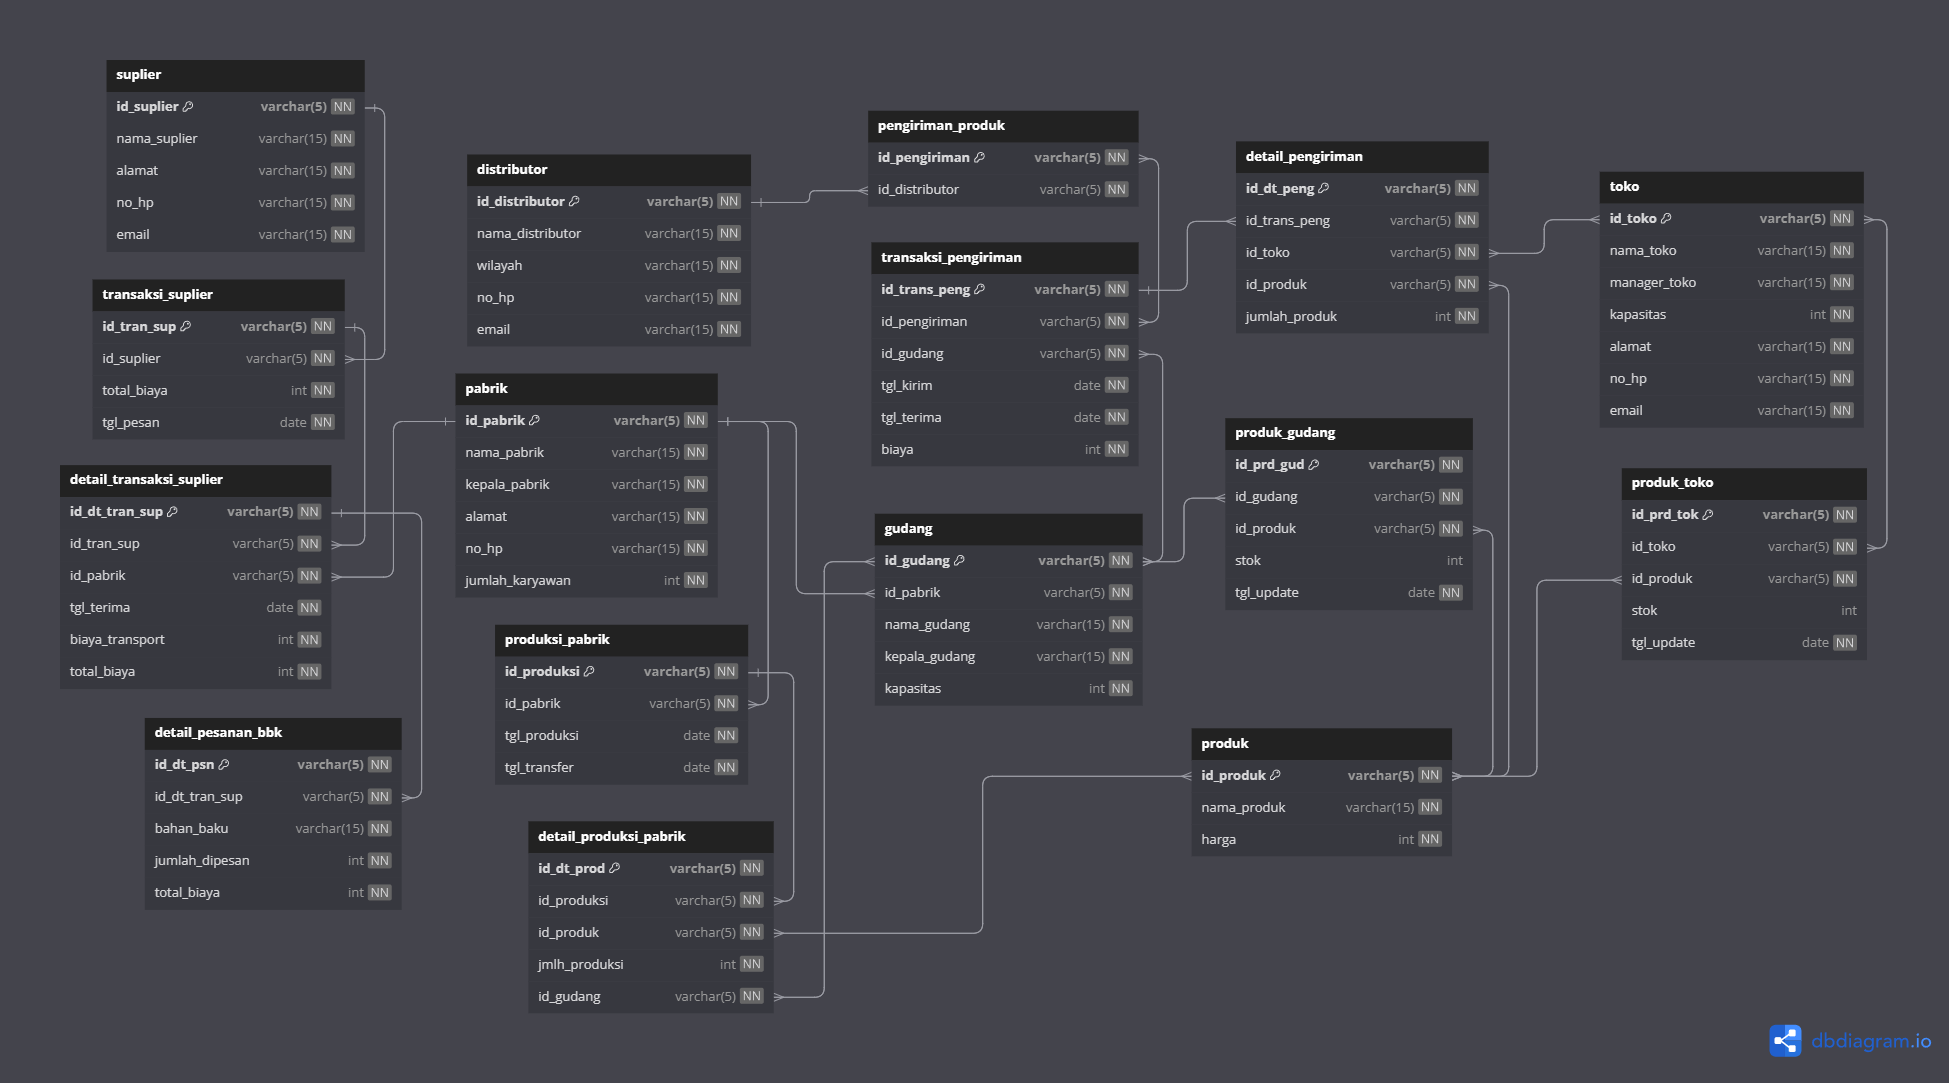 suplier
id_suplier varchar(5) NN
nama_suplier varchar(15) NN
alamat varchar(15) NN
no_hp varchar(15) NN
email varchar(15) NN
transaksi_suplier
id_tran_sup varchar(5) NN
id_suplier varchar(5) NN
total_biaya int NN
tgl_pesan date NN
detail_transaksi_suplier
id_dt_tran_sup varchar(5) NN
id_tran_sup varchar(5) NN
id_pabrik varchar(5) NN
tgl_terima date NN
biaya_transport int NN
total_biaya int NN
detail_pesanan_bbk
id_dt_psn varchar(5) NN
id_dt_tran_sup varchar(5) NN
bahan_baku varchar(15) NN
jumlah_dipesan int NN
total_biaya int NN
distributor
id_distributor varchar(5) NN
nama_distributor varchar(15) NN
wilayah varchar(15) NN
no_hp varchar(15) NN
email varchar(15) NN
pabrik
id_pabrik varchar(5) NN
nama_pabrik varchar(15) NN
kepala_pabrik varchar(15) NN
alamat varchar(15) NN
no_hp varchar(15) NN
jumlah_karyawan int NN
produksi_pabrik
id_produksi varchar(5) NN
id_pabrik varchar(5) NN
tgl_produksi date NN
tgl_transfer date NN
detail_produksi_pabrik
id_dt_prod varchar(5) NN
id_produksi varchar(5) NN
id_produk varchar(5) NN
jmlh_produksi int NN
id_gudang varchar(5) NN
pengiriman_produk
id_pengiriman varchar(5) NN
id_distributor varchar(5) NN
transaksi_pengiriman
id_trans_peng varchar(5) NN
id_pengiriman varchar(5) NN
id_gudang varchar(5) NN
tgl_kirim date NN
tgl_terima date NN
biaya int NN
gudang
id_gudang varchar(5) NN
id_pabrik varchar(5) NN
nama_gudang varchar(15) NN
kepala_gudang varchar(15) NN
kapasitas int NN
detail_pengiriman
id_dt_peng varchar(5) NN
id_trans_peng varchar(5) NN
id_toko varchar(5) NN
id_produk varchar(5) NN
jumlah_produk int NN
produk_gudang
id_prd_gud varchar(5) NN
id_gudang varchar(5) NN
id_produk varchar(5) NN
stok int
tgl_update date NN
produk
id_produk varchar(5) NN
nama_produk varchar(15) NN
harga int NN
toko
id_toko varchar(5) NN
nama_toko varchar(15) NN
manager_toko varchar(15) NN
kapasitas int NN
alamat varchar(15) NN
no_hp varchar(15) NN
email varchar(15) NN
produk_toko
id_prd_tok varchar(5) NN
id_toko varchar(5) NN
id_produk varchar(5) NN
stok int
tgl_update date NN
dbdiagram.io